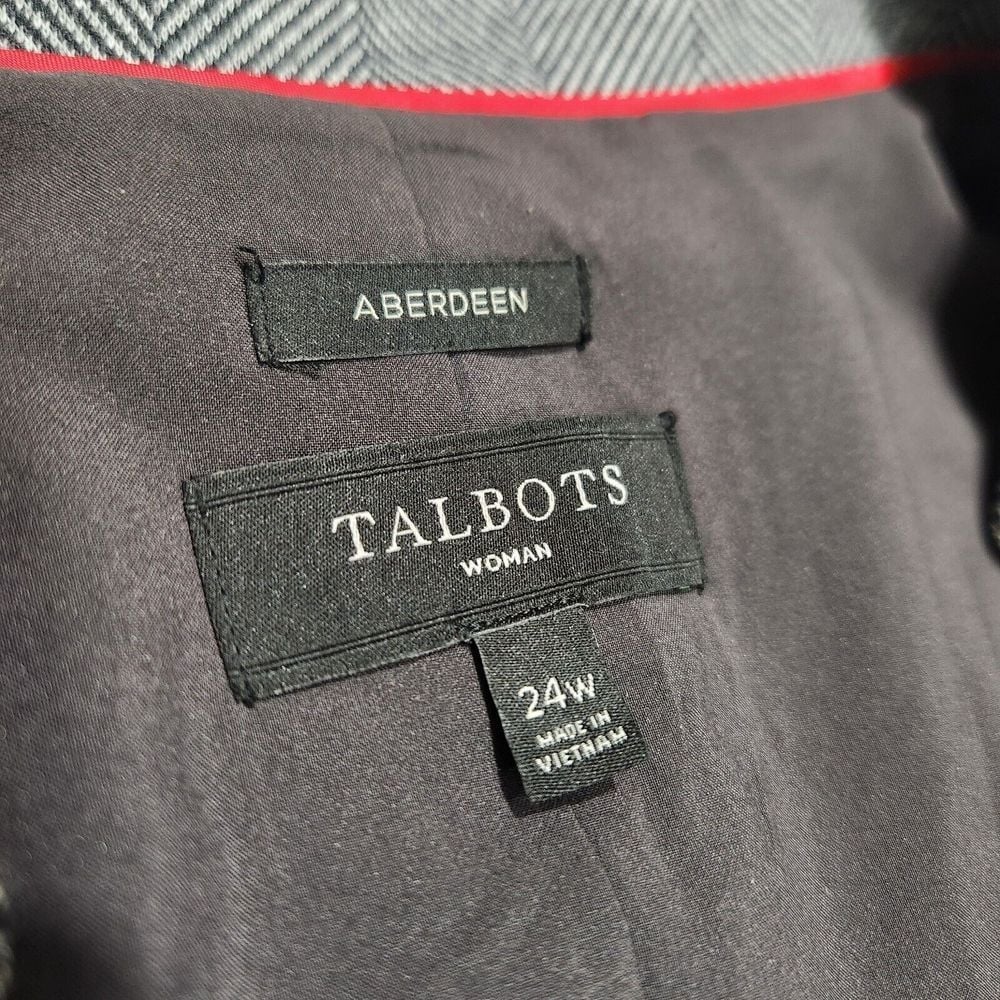 ABERDEEN
TALBOTS
WOMAN
24W
MADE IN
VIETNAM